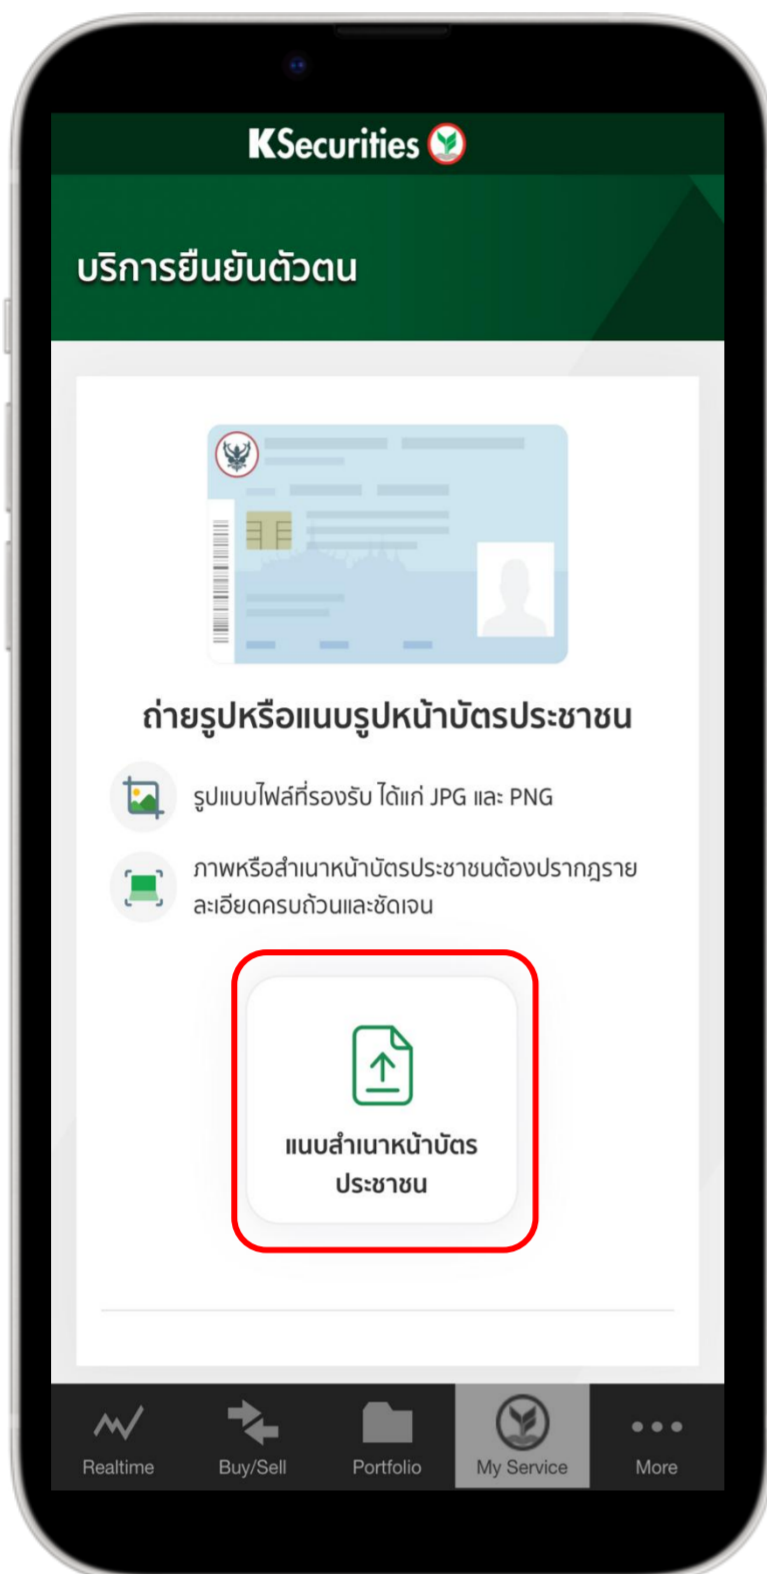 KSecurities
บริการยืนยันตัวตน
ถ่ายรูปหรือแนบรูปหน้าบัตรประชาชน
รูปแบบไฟล์ที่รองรับ ได้แก่ JPG และ PNG
ภาพหรือสำเนาหน้าบัตรประชาชนต้องปรากฎราย
ละเอียดครบถ้วนและชัดเจน
แนบสำเนาหน้าบัตร
ประชาชน
Realtime
Buy/Sell
Portfolio
My Service
More